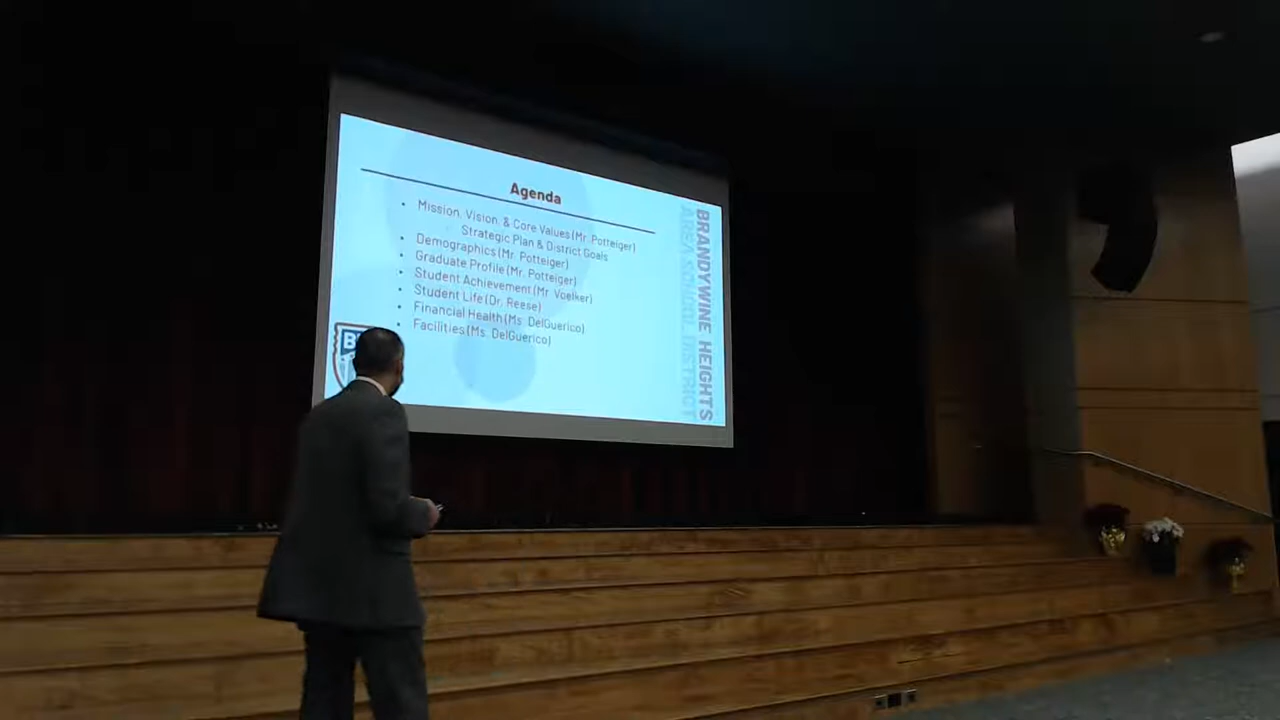 Agenda
• Mission, Vision, & Core Values (Mr. Potteiger)
Strategic Plan & District Goals
• Demographics (Mr. Potteiger)
• Graduate Profile (Mr. Potteiger)
• Student Achievement (Mr. Voelker)
• Student Life (Dr. Reese)
• Financial Health (Ms. DelGuerico)
• Facilities (Ms. DelGuerico)
BRANDYWINE HEIGHTS
AREA SCHOOL DISTRICT